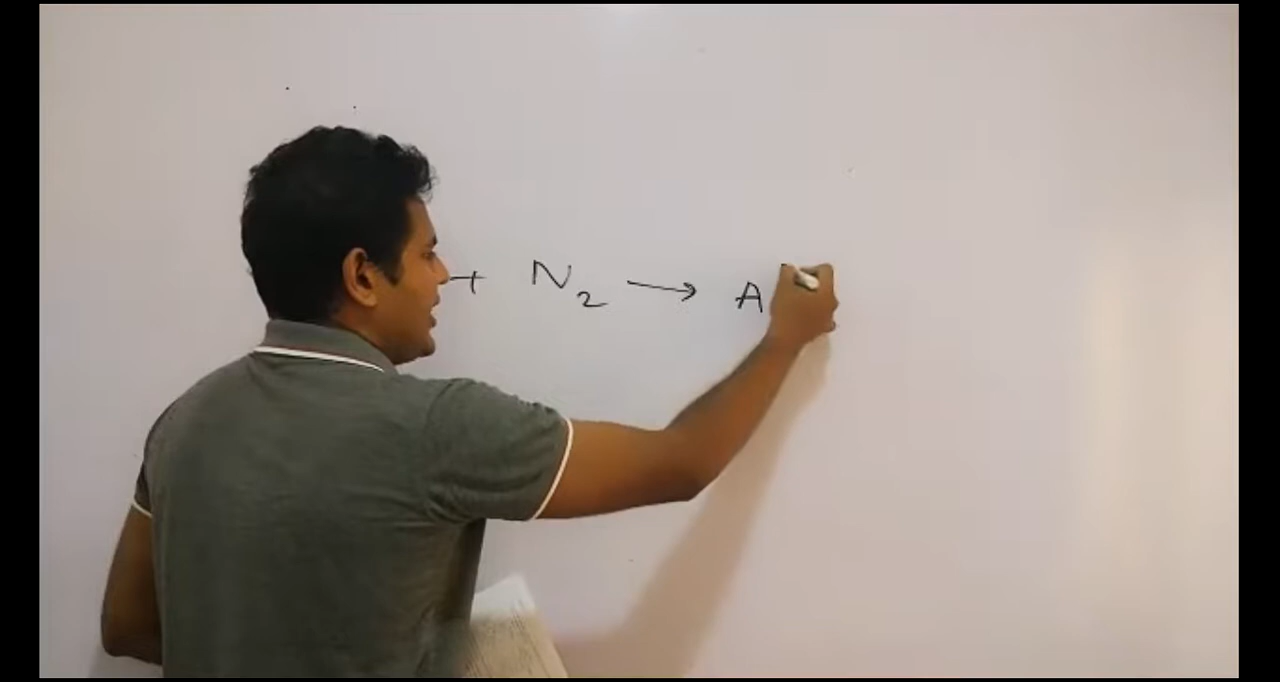 + N₂ → A